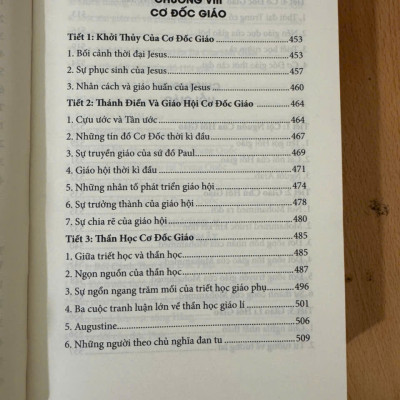 CHƯƠNG VIII
CƠ ĐỐC GIÁO
Tiết 1: Khởi Thủy Của Cơ Đốc Giáo 453
1. Bối cảnh thời đại Jesus 453
2. Sự phục sinh của Jesus 457
3. Nhân cách và giáo huấn của Jesus 460
Tiết 2: Thánh Điển Và Giáo Hội Cơ Đốc Giáo 464
1. Cựu ước và Tân ước 464
2. Những tín đồ Cơ Đốc thời kì đầu 467
3. Sự truyền giáo của sứ đồ Paul 469
4. Giáo hội thời kì đầu 471
5. Những nhân tố phát triển giáo hội 474
6. Sự trưởng thành của giáo hội 478
7. Sự chia rẽ của giáo hội 480
Tiết 3: Thần Học Cơ Đốc Giáo 485
1. Giữa triết học và thần học 485
2. Ngọn nguồn của thần học 487
3. Sự ngổn ngang trăm mối của triết học giáo phụ 496
4. Ba cuộc tranh luận lớn về thần học giáo lí 501
5. Augustine 506
6. Những người theo chủ nghĩa đan tu 509